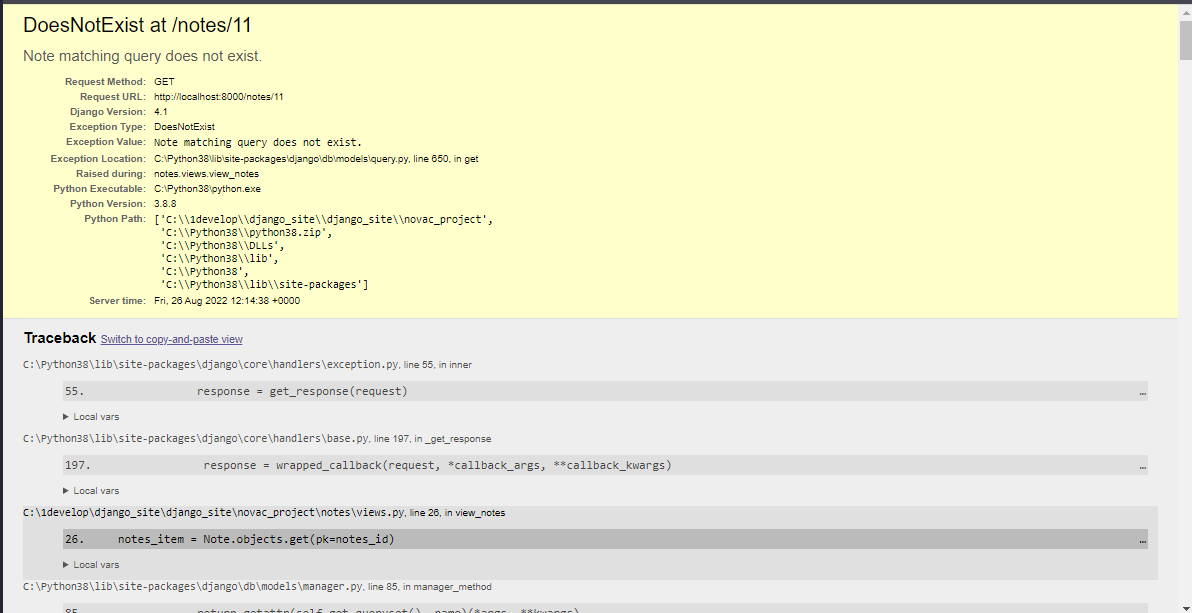 DoesNotExist at /notes/11
Note matching query does not exist.
Request Method: GET
Request URL: http://localhost:8000/notes/11
Django Version: 4.1
Exception Type: DoesNotExist
Exception Value: Note matching query does not exist.
Exception Location: C:\Python38\lib\site-packages\django\db\models\query.py, line 650, in get
Raised during: notes.views.view_notes
Python Executable: C:\Python38\python.exe
Python Version: 3.8.8
Python Path: ['C:\\1develop\\django_site\\django_site\\novac_project',
'C:\\Python38\\python38.zip',
'C:\\Python38\\DLLs',
'C:\\Python38\\lib',
'C:\\Python38',
'C:\\Python38\\lib\\site-packages']
Server time: Fri, 26 Aug 2022 12:14:38 +0000
Traceback Switch to copy-and-paste view
C:\Python38\lib\site-packages\django\core\handlers\exception.py, line 55, in inner
55. response = get_response(request) …
▶ Local vars
C:\Python38\lib\site-packages\django\core\handlers\base.py, line 197, in _get_response
197. response = wrapped_callback(request, *callback_args, **callback_kwargs) …
▶ Local vars
C:\1develop\django_site\django_site\novac_project\notes\views.py, line 26, in view_notes
26. notes_item = Note.objects.get(pk=notes_id) …
▶ Local vars
C:\Python38\lib\site-packages\django\db\models\manager.py, line 85, in manager_method
85. return getattr(self.get_queryset(), name)(*args, **kwargs)